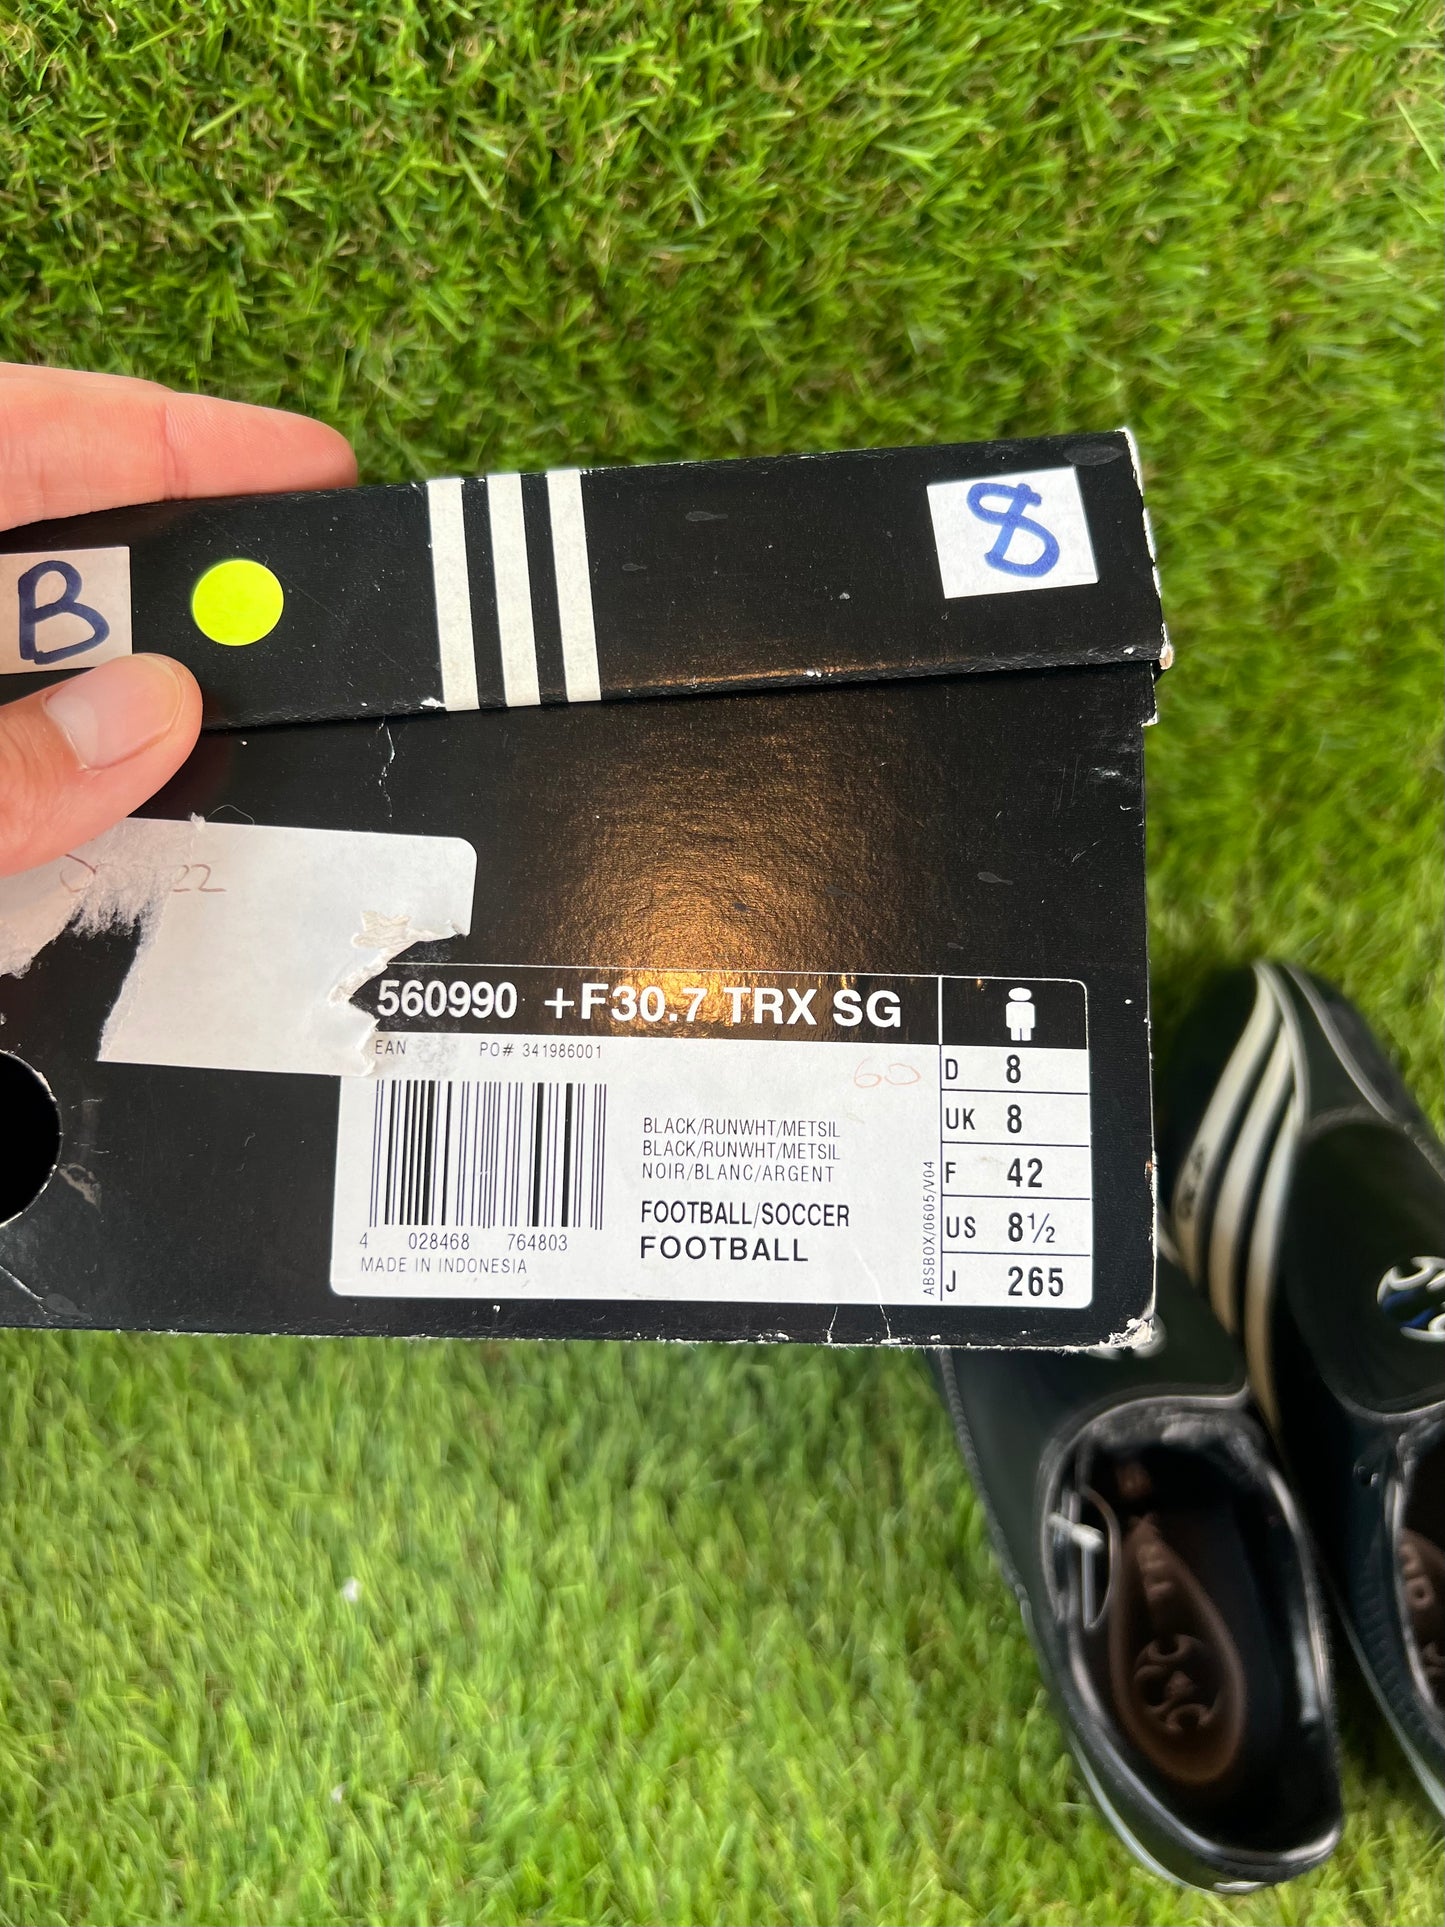 8
B
22
560990 +F30.7 TRX SG
EAN PO# 341986001
60
D 8
UK 8
F 42
US 8½
J 265
BLACK/RUNWHT/METSIL
BLACK/RUNWHT/METSIL
NOIR/BLANC/ARGENT
FOOTBALL/SOCCER
FOOTBALL
4 028468 764803
MADE IN INDONESIA
ABSBOX/0605/V04